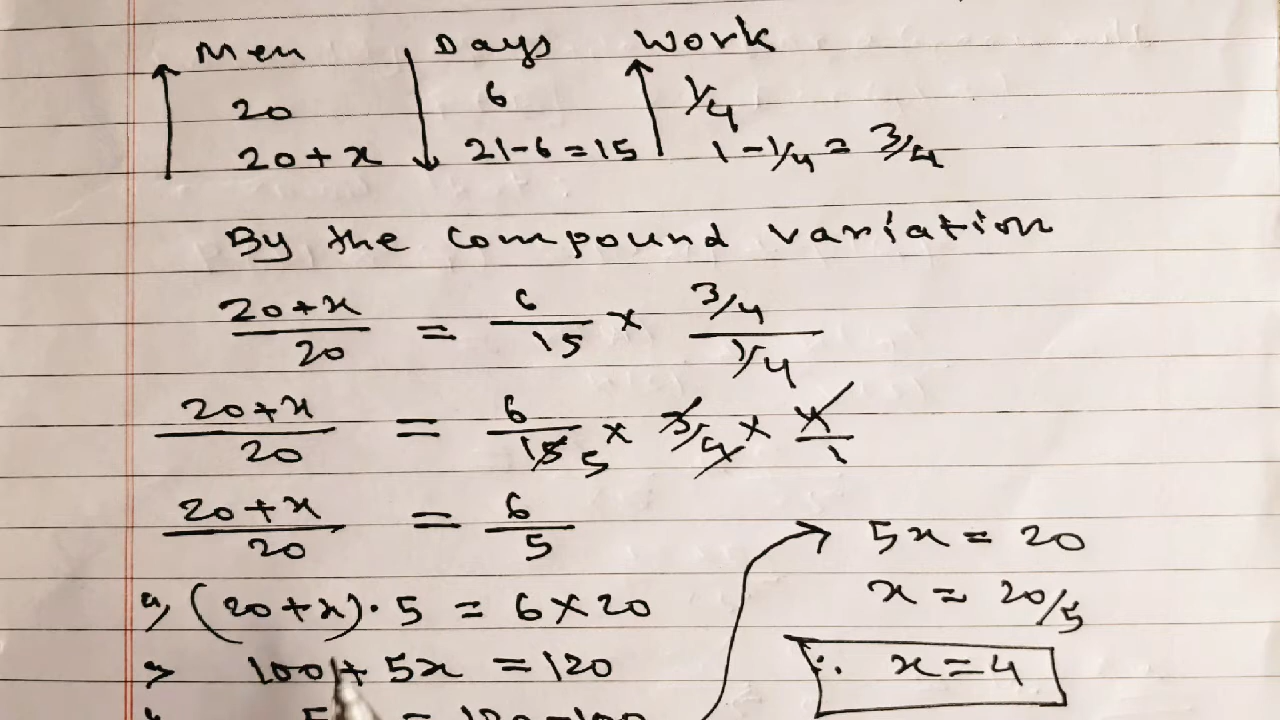 Men Days Work
20 6 1/4
20+x 21-6=15 1-1/4=3/4
By the compound variation
20+x/20 = 6/15 × 3/4/1/4
20+x/20 = 6/15 5 × 3/4 × 4/1
20+x/20 = 6/5
(20+x)·5 = 6×20
100+5x=120
5x=20
x=20/5
∴ x=4